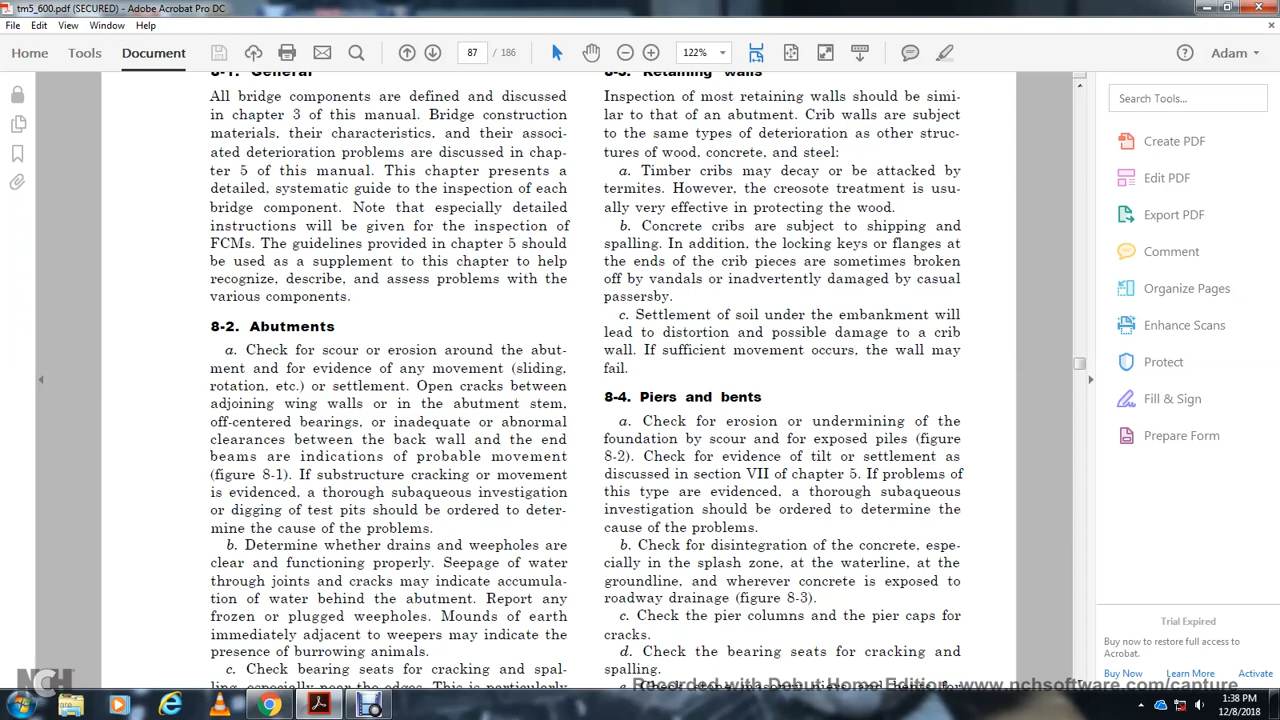 tm5_600.pdf (SECURED) - Adobe Acrobat Pro DC
File Edit View Window Help
Home Tools Document 87 / 186 122% Adam
8-1. General
All bridge components are defined and discussed
in chapter 3 of this manual. Bridge construction
materials, their characteristics, and their associ-
ated deterioration problems are discussed in chap-
ter 5 of this manual. This chapter presents a
detailed, systematic guide to the inspection of each
bridge component. Note that especially detailed
instructions will be given for the inspection of
FCMs. The guidelines provided in chapter 5 should
be used as a supplement to this chapter to help
recognize, describe, and assess problems with the
various components.
8-2. Abutments
a. Check for scour or erosion around the abut-
ment and for evidence of any movement (sliding,
rotation, etc.) or settlement. Open cracks between
adjoining wing walls or in the abutment stem,
off-centered bearings, or inadequate or abnormal
clearances between the back wall and the end
beams are indications of probable movement
(figure 8-1). If substructure cracking or movement
is evidenced, a thorough subaqueous investigation
or digging of test pits should be ordered to deter-
mine the cause of the problems.
b. Determine whether drains and weepholes are
clear and functioning properly. Seepage of water
through joints and cracks may indicate accumula-
tion of water behind the abutment. Report any
frozen or plugged weepholes. Mounds of earth
immediately adjacent to weepers may indicate the
presence of burrowing animals.
c. Check bearing seats for cracking and spal-
ling, especially near the edges. This is particularly
8-3. Retaining walls
Inspection of most retaining walls should be simi-
lar to that of an abutment. Crib walls are subject
to the same types of deterioration as other struc-
tures of wood, concrete, and steel:
a. Timber cribs may decay or be attacked by
termites. However, the creosote treatment is usu-
ally very effective in protecting the wood.
b. Concrete cribs are subject to shipping and
spalling. In addition, the locking keys or flanges at
the ends of the crib pieces are sometimes broken
off by vandals or inadvertently damaged by casual
passersby.
c. Settlement of soil under the embankment will
lead to distortion and possible damage to a crib
wall. If sufficient movement occurs, the wall may
fail.
8-4. Piers and bents
a. Check for erosion or undermining of the
foundation by scour and for exposed piles (figure
8-2). Check for evidence of tilt or settlement as
discussed in section VII of chapter 5. If problems of
this type are evidenced, a thorough subaqueous
investigation should be ordered to determine the
cause of the problems.
b. Check for disintegration of the concrete, espe-
cially in the splash zone, at the waterline, at the
groundline, and wherever concrete is exposed to
roadway drainage (figure 8-3).
c. Check the pier columns and the pier caps for
cracks.
d. Check the bearing seats for cracking and
spalling.
Search Tools...
Create PDF
Edit PDF
Export PDF
Comment
Organize Pages
Enhance Scans
Protect
Fill & Sign
Prepare Form
Trial Expired
Buy now to restore full access to
Acrobat.
Buy Now Learn More Activate
NCH
Recorded with Debut Home Edition www.nchsoftware.com/capture
1:38 PM
12/8/2018